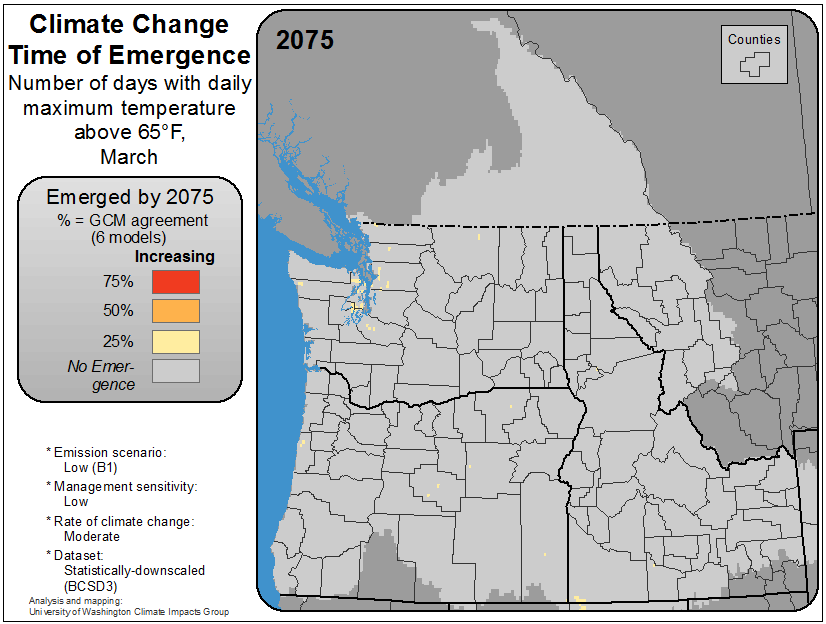 Climate Change
Time of Emergence
Number of days with daily
maximum temperature
above 65°F,
March
Emerged by 2075
% = GCM agreement
(6 models)
Increasing
75%
50%
25%
No Emer-
gence
* Emission scenario:
Low (B1)
* Management sensitivity:
Low
* Rate of climate change:
Moderate
* Dataset:
Statistically-downscaled
(BCSD3)
Analysis and mapping:
University of Washington Climate Impacts Group
2075
Counties